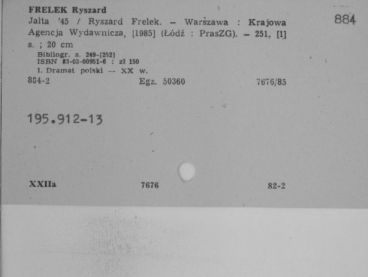 FRELEK Ryszard
884
Jalta '45 / Ryszard Frelek. — Warszawa : Krajowa
Agencja Wydawnicza, [1985] (Łódź : PrasZG). — 251, [1]
s. ; 20 cm
Bibliogr. s. 249-[252]
ISBN 83-03-00951-6 : zł 150
1. Dramat polski — XX w.
884-2 Egz. 50360 7676/85
195.912-13
XXIIa 7676 82-2